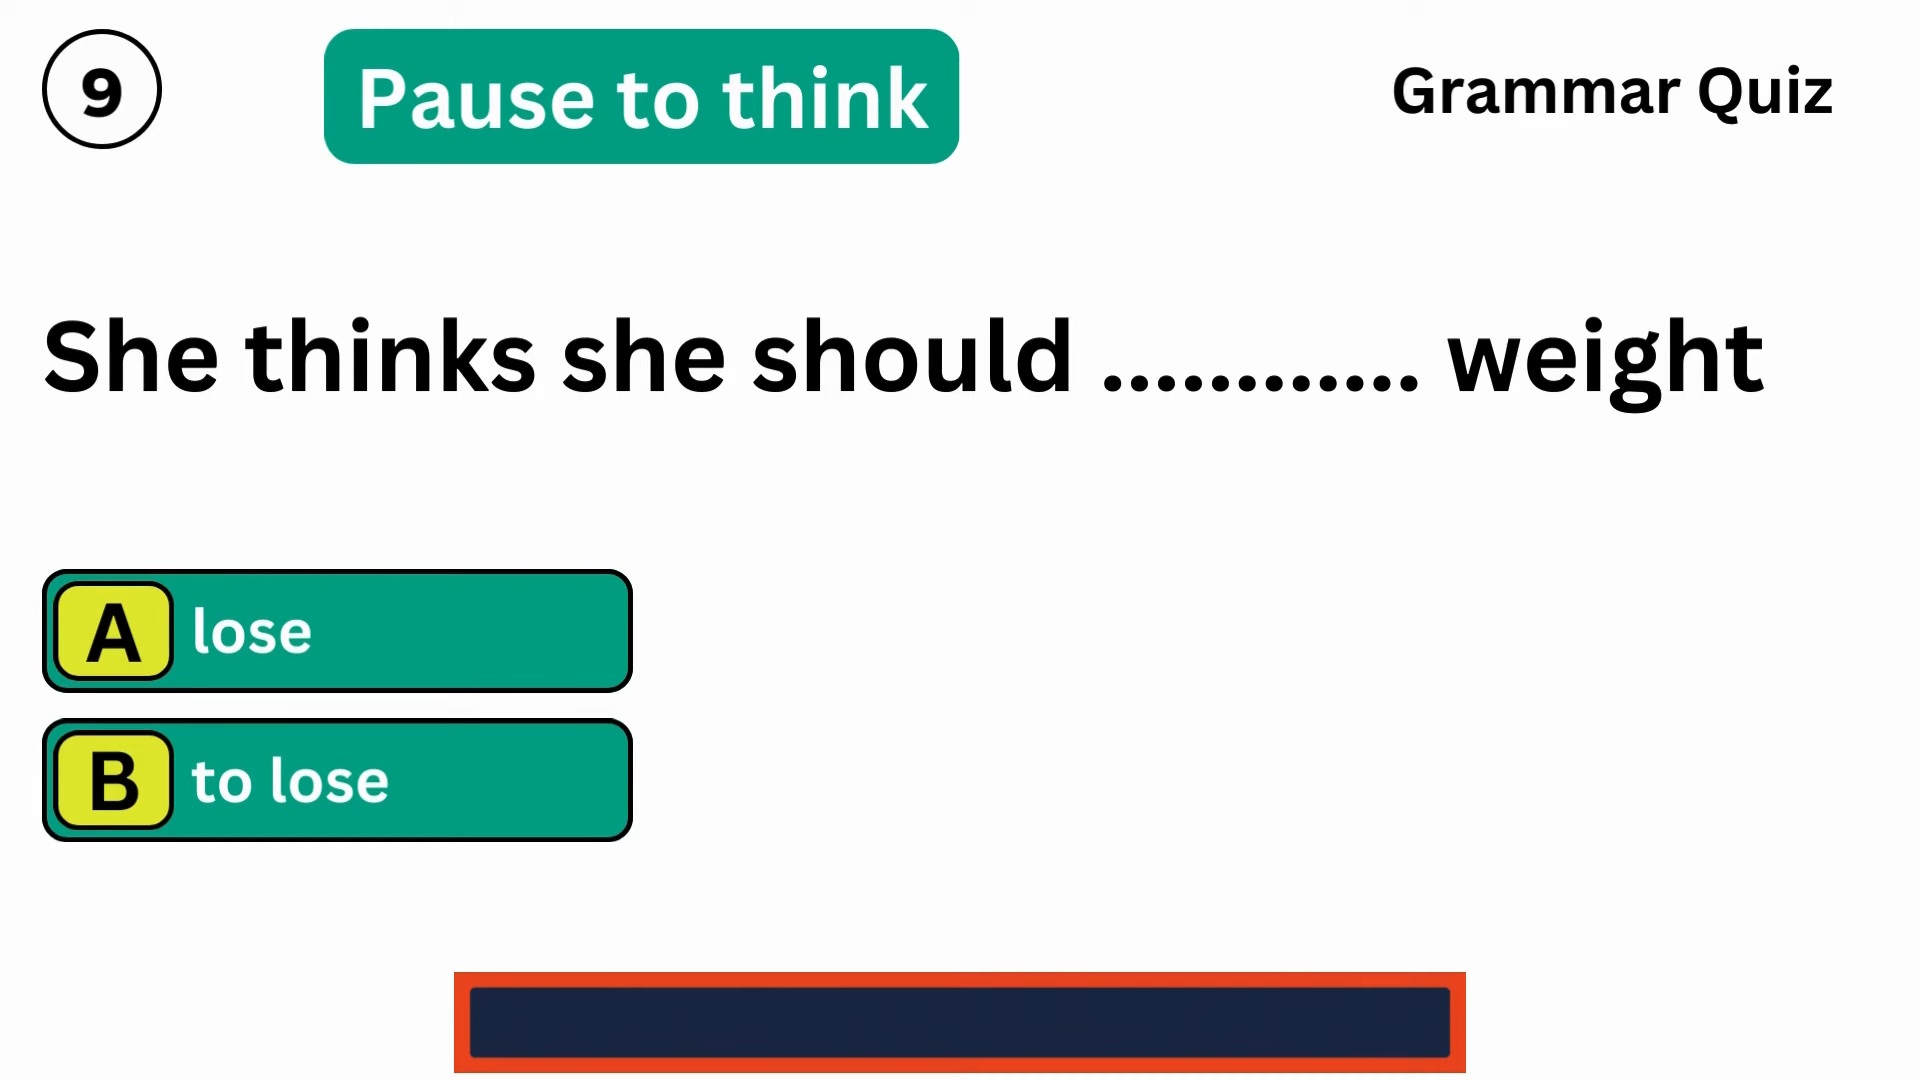 9
Pause to think
Grammar Quiz
She thinks she should ............ weight
A lose
B to lose